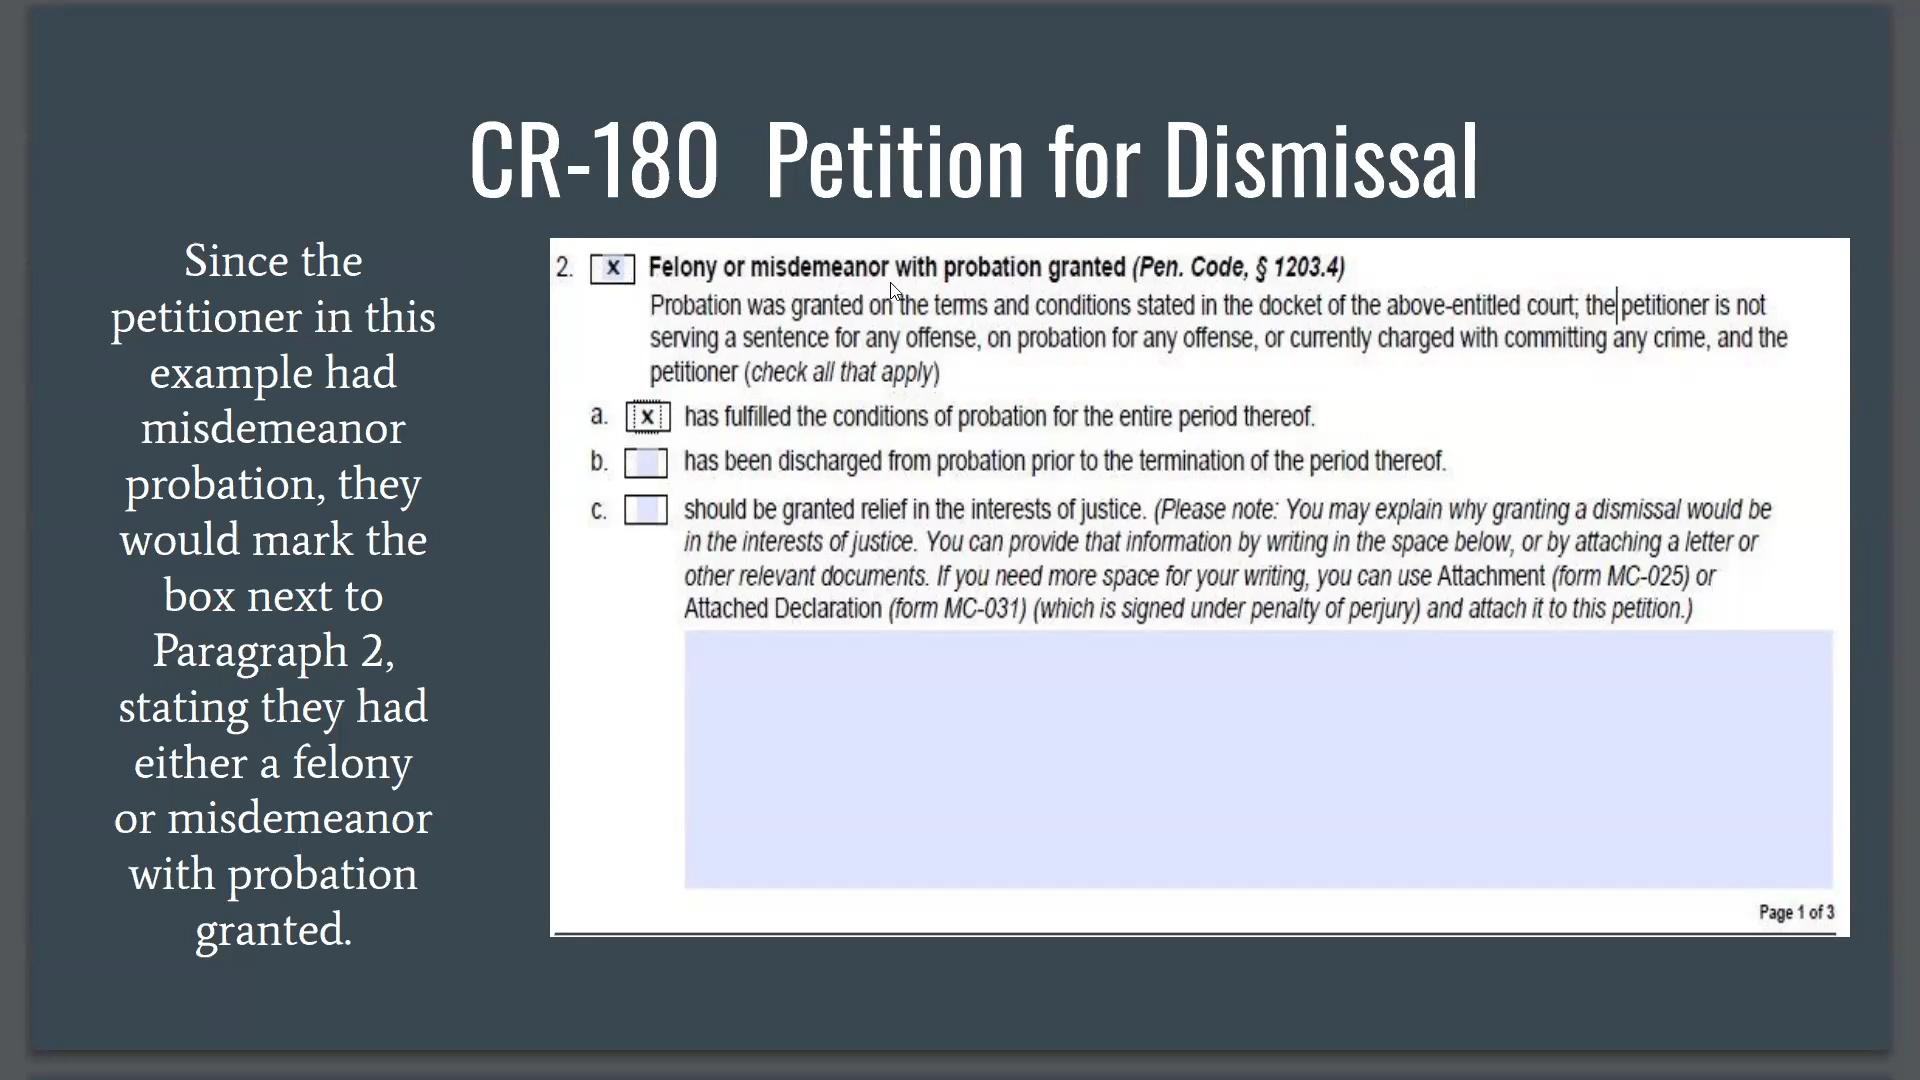 CR-180 Petition for Dismissal
Since the
petitioner in this
example had
misdemeanor
probation, they
would mark the
box next to
Paragraph 2,
stating they had
either a felony
or misdemeanor
with probation
granted.
2. x Felony or misdemeanor with probation granted (Pen. Code, § 1203.4)
Probation was granted on the terms and conditions stated in the docket of the above-entitled court; the petitioner is not
serving a sentence for any offense, on probation for any offense, or currently charged with committing any crime, and the
petitioner (check all that apply)
a. x has fulfilled the conditions of probation for the entire period thereof.
b. has been discharged from probation prior to the termination of the period thereof.
c. should be granted relief in the interests of justice. (Please note: You may explain why granting a dismissal would be
in the interests of justice. You can provide that information by writing in the space below, or by attaching a letter or
other relevant documents. If you need more space for your writing, you can use Attachment (form MC-025) or
Attached Declaration (form MC-031) (which is signed under penalty of perjury) and attach it to this petition.)
Page 1 of 3